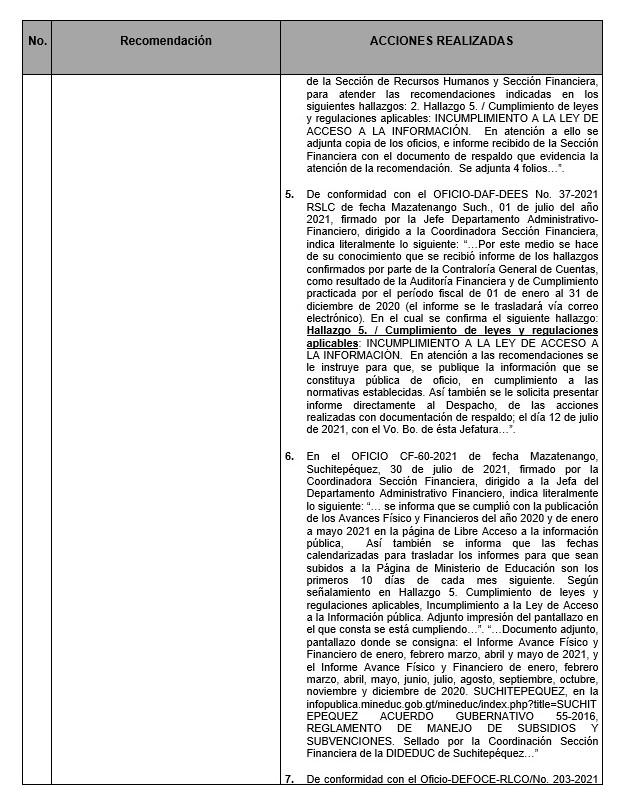 No.
Recomendación
ACCIONES REALIZADAS
de la Sección de Recursos Humanos y Sección Financiera,
para atender las recomendaciones indicadas en los
siguientes hallazgos: 2. Hallazgo 5. / Cumplimiento de leyes
y regulaciones aplicables: INCUMPLIMIENTO A LA LEY DE
ACCESO A LA INFORMACIÓN. En atención a ello se
adjunta copia de los oficios, e informe recibido de la Sección
Financiera con el documento de respaldo que evidencia la
atención de la recomendación. Se adjunta 4 folios…”.
5. De conformidad con el OFICIO-DAF-DEES No. 37-2021
RSLC de fecha Mazatenango Such., 01 de julio del año
2021, firmado por la Jefe Departamento Administrativo-
Financiero, dirigido a la Coordinadora Sección Financiera,
indica literalmente lo siguiente: “…Por este medio se hace
de su conocimiento que se recibió informe de los hallazgos
confirmados por parte de la Contraloría General de Cuentas,
como resultado de la Auditoría Financiera y de Cumplimiento
practicada por el período fiscal de 01 de enero al 31 de
diciembre de 2020 (el informe se le trasladará vía correo
electrónico). En el cual se confirma el siguiente hallazgo:
Hallazgo 5. / Cumplimiento de leyes y regulaciones
aplicables: INCUMPLIMIENTO A LA LEY DE ACCESO A
LA INFORMACIÓN. En atención a las recomendaciones se
le instruye para que, se publique la información que se
constituya pública de oficio, en cumplimiento a las
normativas establecidas. Así también se le solicita presentar
informe directamente al Despacho, de las acciones
realizadas con documentación de respaldo; el día 12 de julio
de 2021, con el Vo. Bo. de ésta Jefatura…”.
6. En el OFICIO CF-60-2021 de fecha Mazatenango,
Suchitepéquez, 30 de julio de 2021, firmado por la
Coordinadora Sección Financiera, dirigido a la Jefa del
Departamento Administrativo Financiero, indica literalmente
lo siguiente: “… se informa que se cumplió con la publicación
de los Avances Físico y Financieros del año 2020 y de enero
a mayo 2021 en la página de Libre Acceso a la información
pública, Así también se informa que las fechas
calendarizadas para trasladar los informes para que sean
subidos a la Página de Ministerio de Educación son los
primeros 10 días de cada mes siguiente. Según
señalamiento en Hallazgo 5. Cumplimiento de leyes y
regulaciones aplicables, Incumplimiento a la Ley de Acceso
a la Información pública. Adjunto impresión del pantallazo en
el que consta se está cumpliendo…”. “…Documento adjunto,
pantallazo donde se consigna: el Informe Avance Físico y
Financiero de enero, febrero marzo, abril y mayo de 2021, y
el Informe Avance Físico y Financiero de enero, febrero
marzo, abril, mayo, junio, julio, agosto, septiembre, octubre,
noviembre y diciembre de 2020. SUCHITEPEQUEZ, en la
infopublica.mineduc.gob.gt/mineduc/index.php?title=SUCHIT
EPEQUEZ ACUERDO GUBERNATIVO 55-2016,
REGLAMENTO DE MANEJO DE SUBSIDIOS Y
SUBVENCIONES. Sellado por la Coordinación Sección
Financiera de la DIDEDUC de Suchitepéquez…”
7. De conformidad con el Oficio-DEFOCE-RLCO/No. 203-2021